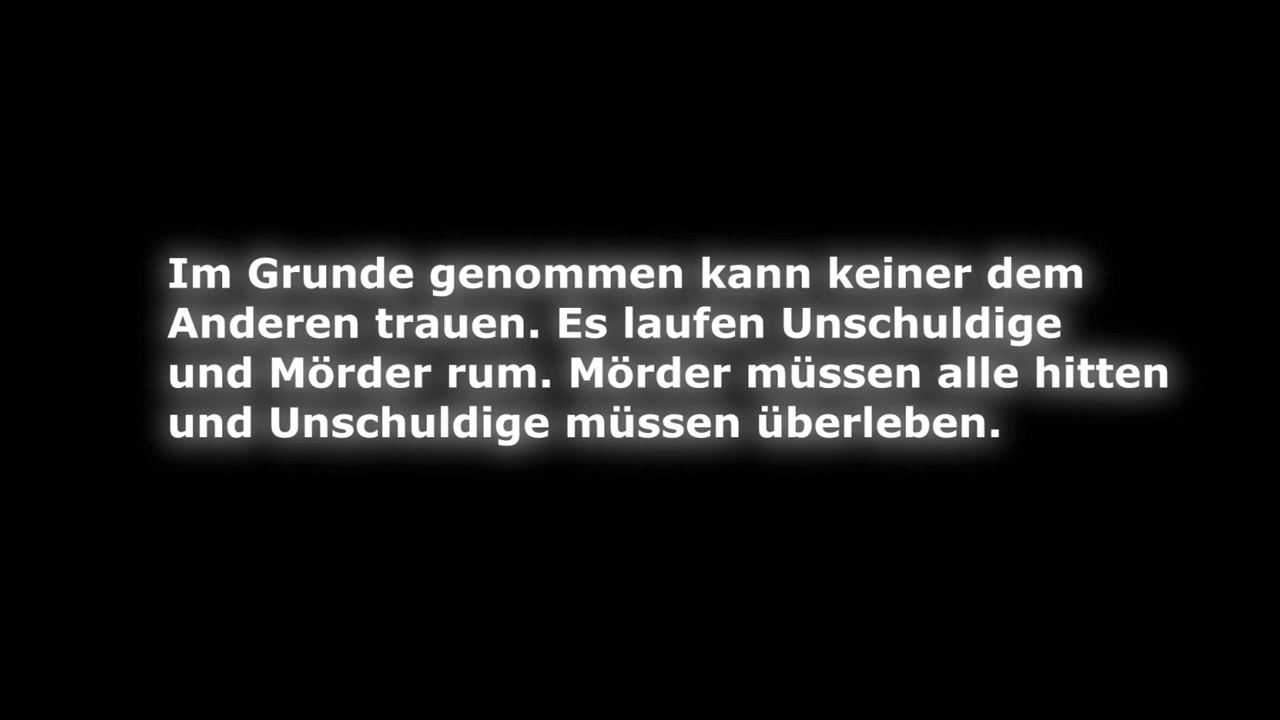 Im Grunde genommen kann keiner dem
Anderen trauen. Es laufen Unschuldige
und Mörder rum. Mörder müssen alle hitten
und Unschuldige müssen überleben.